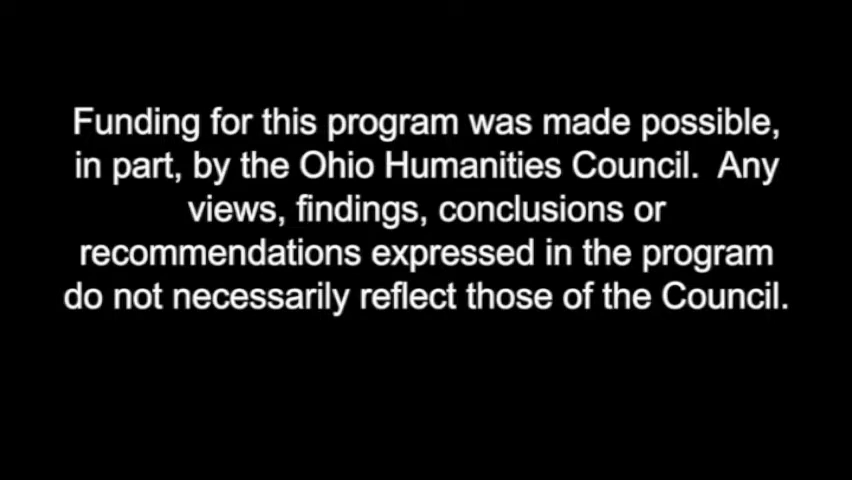 Funding for this program was made possible,
in part, by the Ohio Humanities Council.  Any
views, findings, conclusions or
recommendations expressed in the program
do not necessarily reflect those of the Council.